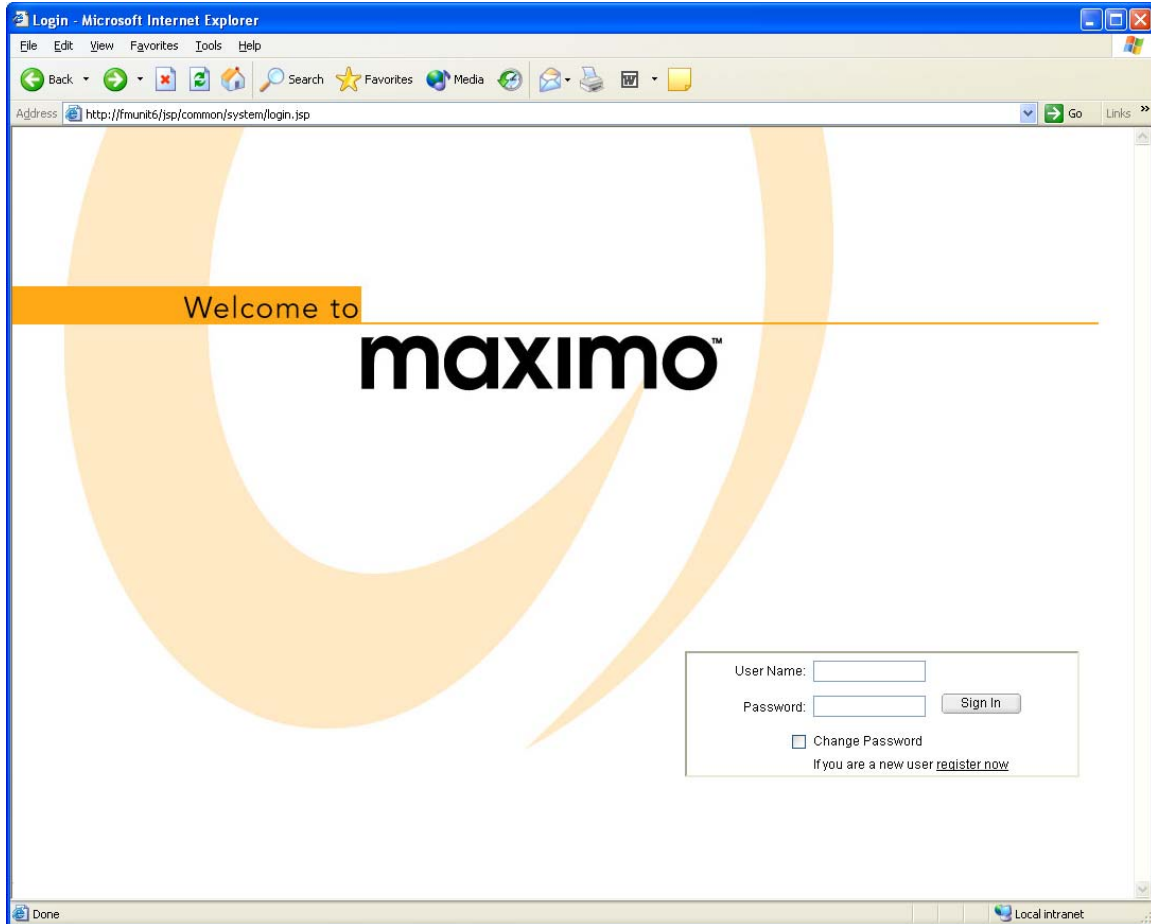 Login - Microsoft Internet Explorer
File Edit View Favorites Tools Help
Back Search Favorites Media
Address http://fmunit6/jsp/common/system/login.jsp Go Links »
Welcome to
maximo™
User Name:
Password: Sign In
Change Password
If you are a new user register now
Done Local intranet